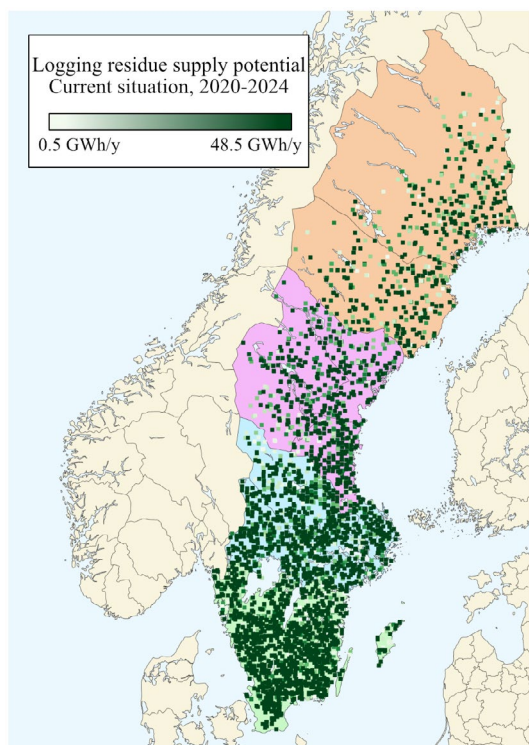 Logging residue supply potential
Current situation, 2020-2024
0.5 GWh/y 48.5 GWh/y